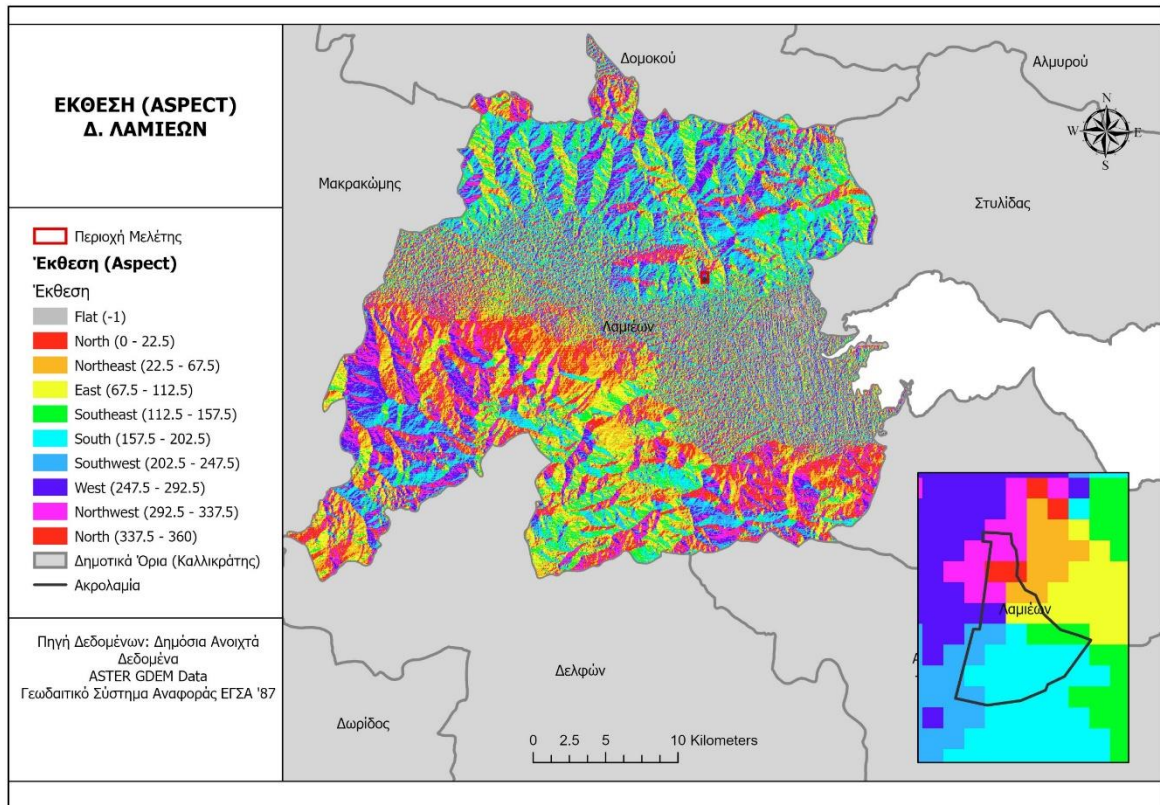 ΕΚΘΕΣΗ (ASPECT)
Δ. ΛΑΜΙΕΩΝ
Περιοχή Μελέτης
Έκθεση (Aspect)
Έκθεση
Flat (-1)
North (0 - 22.5)
Northeast (22.5 - 67.5)
East (67.5 - 112.5)
Southeast (112.5 - 157.5)
South (157.5 - 202.5)
Southwest (202.5 - 247.5)
West (247.5 - 292.5)
Northwest (292.5 - 337.5)
North (337.5 - 360)
Δημοτικά Όρια (Καλλικράτης)
Ακρολαμία
Πηγή Δεδομένων: Δημόσια Ανοιχτά
Δεδομένα
ASTER GDEM Data
Γεωδαιτικό Σύστημα Αναφοράς ΕΓΣΑ '87
Δομοκού
Αλμυρού
N
W
E
S
Μακρακώμης
Στυλίδας
Λαμιέων
Λαμιέων
Δελφών
Δωρίδος
0 2.5 5 10 Kilometers